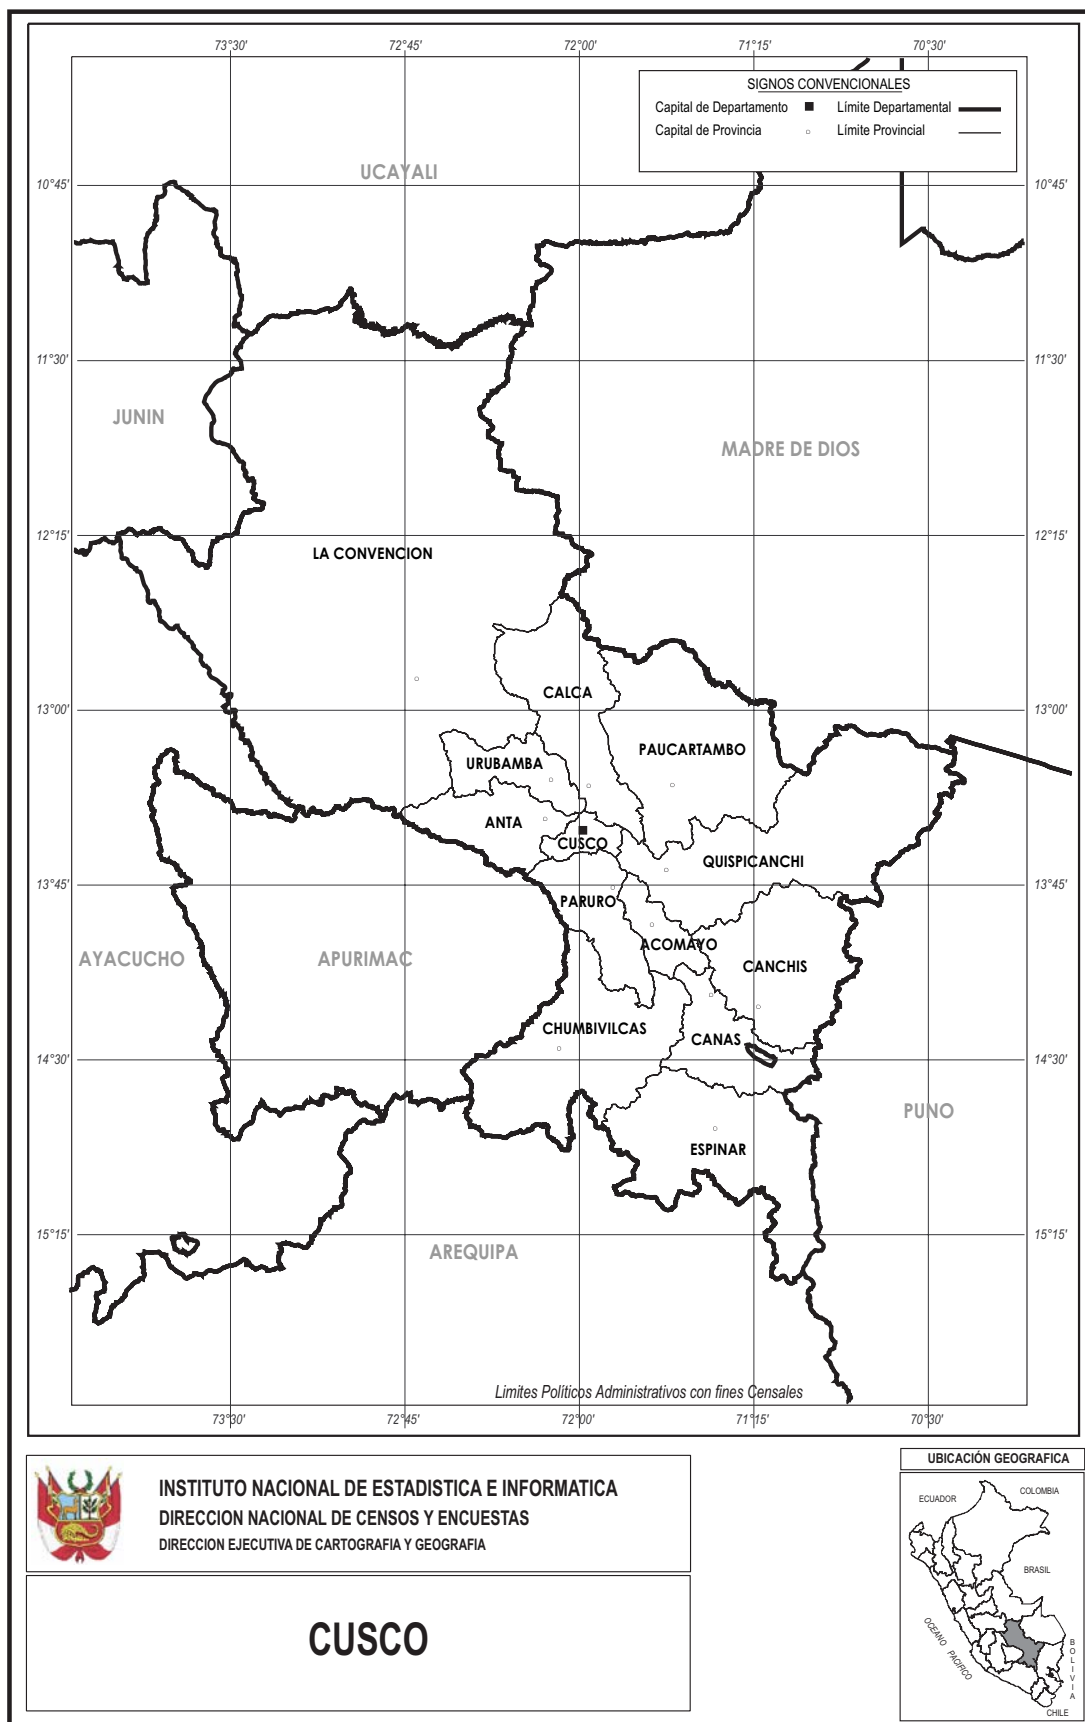 73°30'
72°45'
72°00'
71°15'
70°30'
SIGNOS CONVENCIONALES
Capital de Departamento
Límite Departamental
Capital de Provincia
Límite Provincial
UCAYALI
10°45'
10°45'
11°30'
11°30'
JUNIN
MADRE DE DIOS
12°15'
12°15'
LA CONVENCION
CALCA
13°00'
13°00'
PAUCARTAMBO
URUBAMBA
ANTA
CUSCO
QUISPICANCHI
13°45'
13°45'
PARURO
ACOMAYO
AYACUCHO
APURIMAC
CANCHIS
CHUMBIVILCAS
CANAS
14°30'
14°30'
PUNO
ESPINAR
15°15'
15°15'
AREQUIPA
Limites Políticos Administrativos con fines Censales
73°30'
72°45'
72°00'
71°15'
70°30'
INSTITUTO NACIONAL DE ESTADISTICA E INFORMATICA
DIRECCION NACIONAL DE CENSOS Y ENCUESTAS
DIRECCION EJECUTIVA DE CARTOGRAFIA Y GEOGRAFIA
CUSCO
UBICACIÓN GEOGRAFICA
ECUADOR
COLOMBIA
BRASIL
OCEANO PACIFICO
BOLIVIA
CHILE